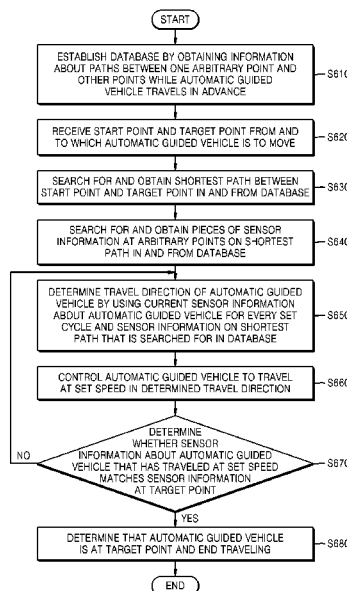 START
ESTABLISH DATABASE BY OBTAINING INFORMATION
ABOUT PATHS BETWEEN ONE ARBITRARY POINT AND
OTHER POINTS WHILE AUTOMATIC GUIDED
VEHICLE TRAVELS IN ADVANCE
S610
RECEIVE START POINT AND TARGET POINT FROM AND
TO WHICH AUTOMATIC GUIDED VEHICLE IS TO MOVE
S620
SEARCH FOR AND OBTAIN SHORTEST PATH BETWEEN
START POINT AND TARGET POINT IN AND FROM DATABASE
S630
SEARCH FOR AND OBTAIN PIECES OF SENSOR
INFORMATION AT ARBITRARY POINTS ON SHORTEST
PATH IN AND FROM DATABASE
S640
DETERMINE TRAVEL DIRECTION OF AUTOMATIC GUIDED
VEHICLE BY USING CURRENT SENSOR INFORMATION
ABOUT AUTOMATIC GUIDED VEHICLE FOR EVERY SET
CYCLE AND SENSOR INFORMATION ON SHORTEST
PATH THAT IS SEARCHED FOR IN DATABASE
S650
CONTROL AUTOMATIC GUIDED VEHICLE TO TRAVEL
AT SET SPEED IN DETERMINED TRAVEL DIRECTION
S660
DETERMINE
WHETHER SENSOR
INFORMATION ABOUT AUTOMATIC GUIDED
VEHICLE THAT HAS TRAVELED AT SET SPEED
MATCHES SENSOR INFORMATION
AT TARGET POINT
S670
NO
YES
DETERMINE THAT AUTOMATIC GUIDED VEHICLE
IS AT TARGET POINT AND END TRAVELING
S680
END